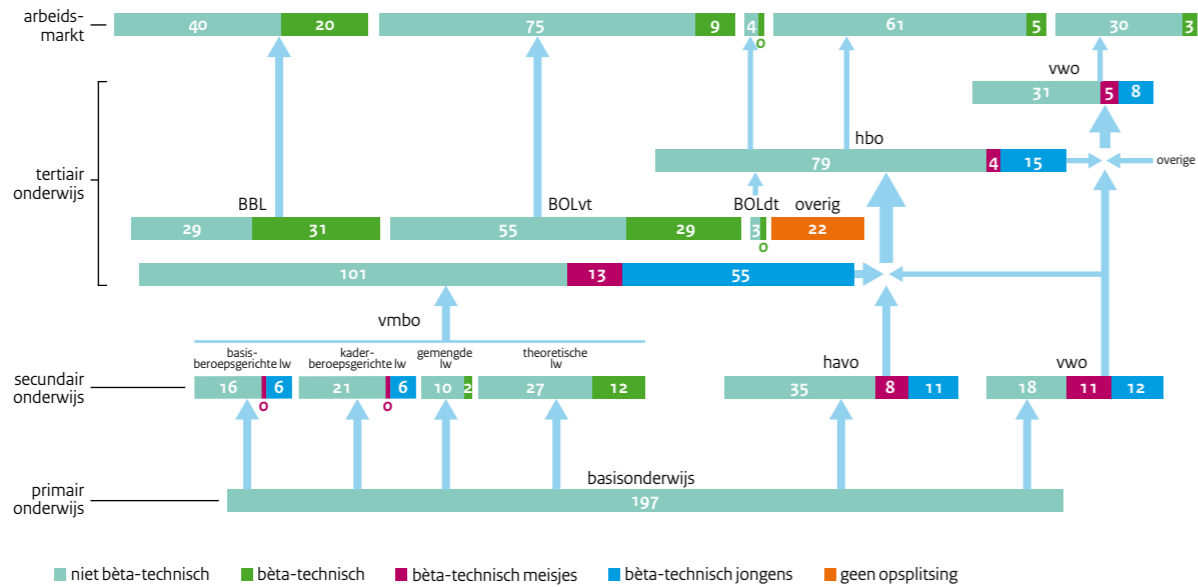 arbeids-
markt
40 20 75 9 4 0 61 5 30 3
vwo
31 5 8
tertiair
onderwijs
hbo
79 4 15
overige
BBL BOLvt BOLdt overig
29 31 55 29 3 0 22
101 13 55
vmbo
basis-
beroepsgerichte lw
kader-
beroepsgerichte lw
gemengde
lw
theoretische
lw
havo vwo
secundair
onderwijs
16 0 6 21 0 6 10 2 27 12 35 8 11 18 11 12
basisonderwijs
primair
onderwijs
197
niet bèta-technisch bèta-technisch bèta-technisch meisjes bèta-technisch jongens geen opsplitsing